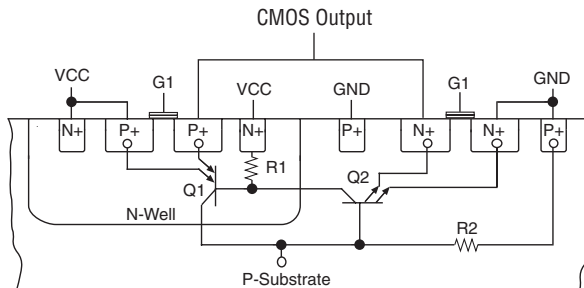 CMOS Output
VCC
G1
VCC
GND
G1
GND
N+
P+
P+
N+
P+
N+
N+
P+
R1
Q1
Q2
N-Well
R2
P-Substrate